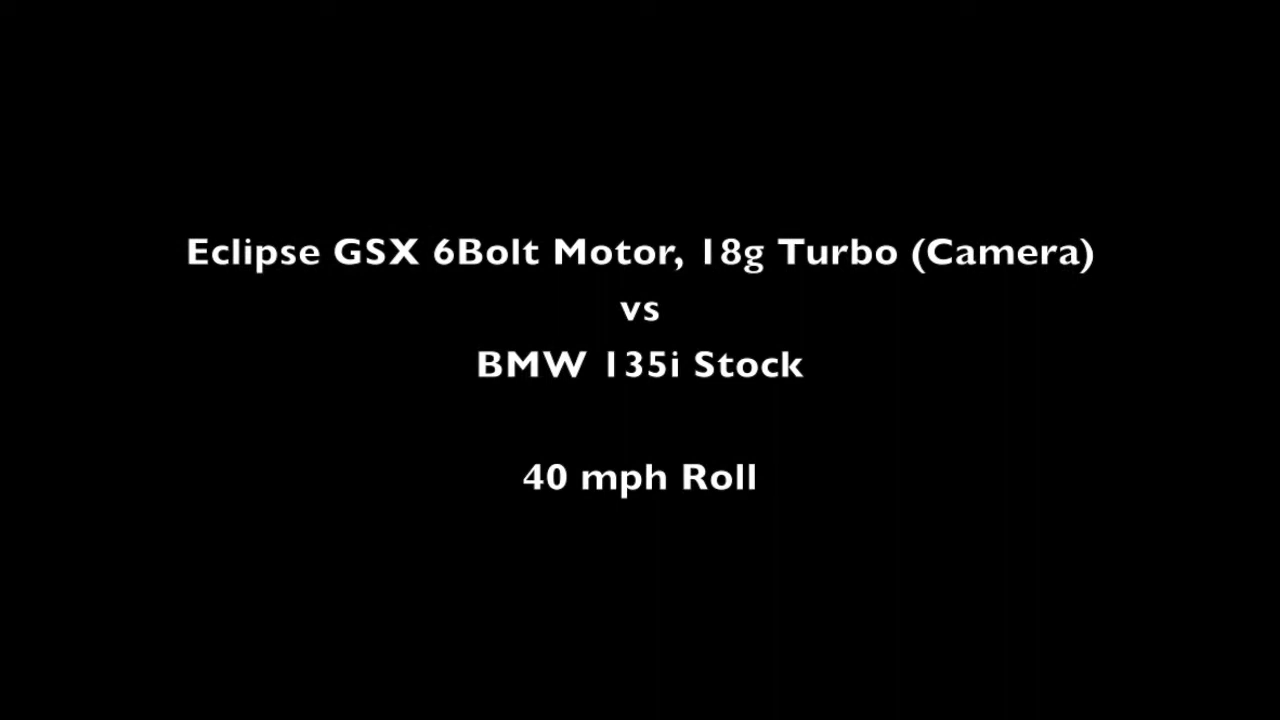 Eclipse GSX 6Bolt Motor, 18g Turbo (Camera)
vs
BMW 135i Stock
40 mph Roll